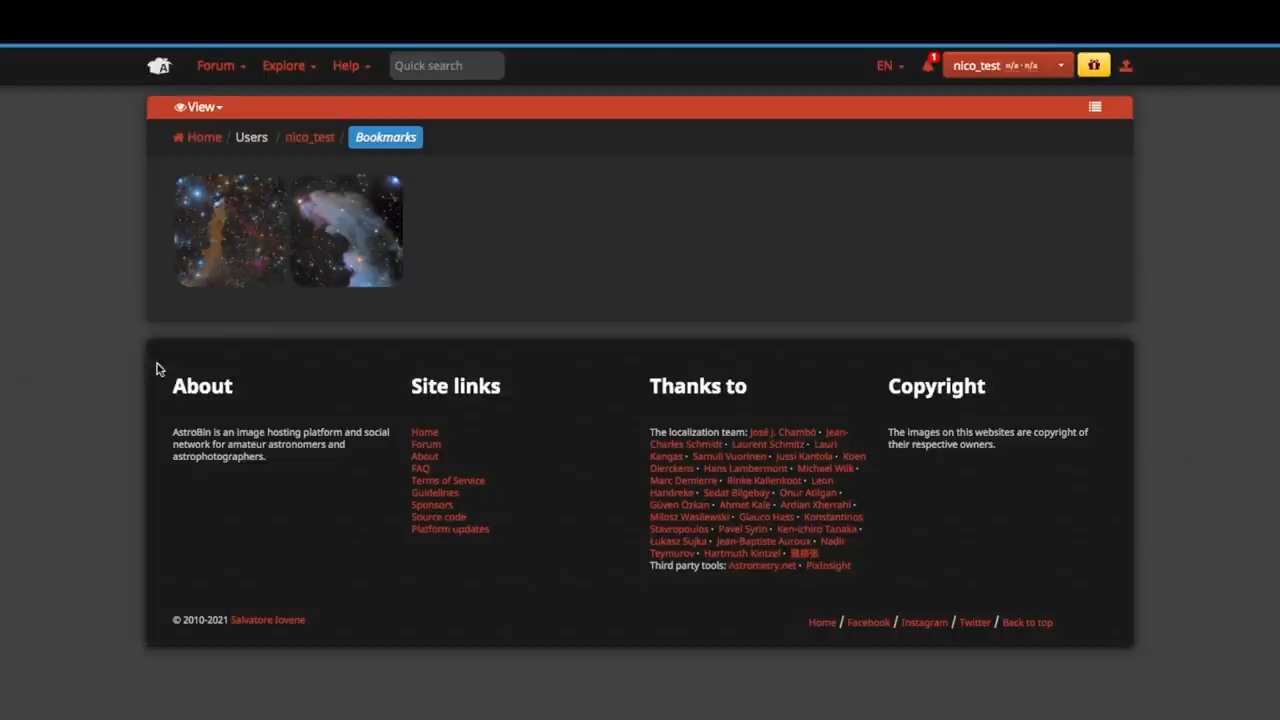 Forum Explore Help Quick search EN 1 nico_test n/a · n/a
View
Home / Users / nico_test / Bookmarks
About
AstroBin is an image hosting platform and social
network for amateur astronomers and
astrophotographers.
Site links
Home
Forum
About
FAQ
Terms of Service
Guidelines
Sponsors
Source code
Platform updates
Thanks to
The localization team: José J. Chambó · Jean-
Charles Schmidt · Laurent Schmitz · Lauri
Kangas · Samuli Vuorinen · Jussi Kantola · Koen
Dierckens · Hans Lambermont · Michael Wilk ·
Marc Demierre · Rinke Kallenkoot · Leon
Handreke · Sedat Bilgebay · Onur Atilgan ·
Güven Özkan · Ahmet Kale · Ardian Xherrahi ·
Milosz Wasilewski · Glauco Hass · Konstantinos
Stavropoulos · Pavel Syrin · Ken-ichiro Tanaka ·
Łukasz Sujka · Jean-Baptiste Auroux · Nadir
Teymurov · Hartmuth Kintzel ·
Third party tools: Astrometry.net · PixInsight
Copyright
The images on this websites are copyright of
their respective owners.
© 2010-2021 Salvatore Iovene
Home / Facebook / Instagram / Twitter / Back to top